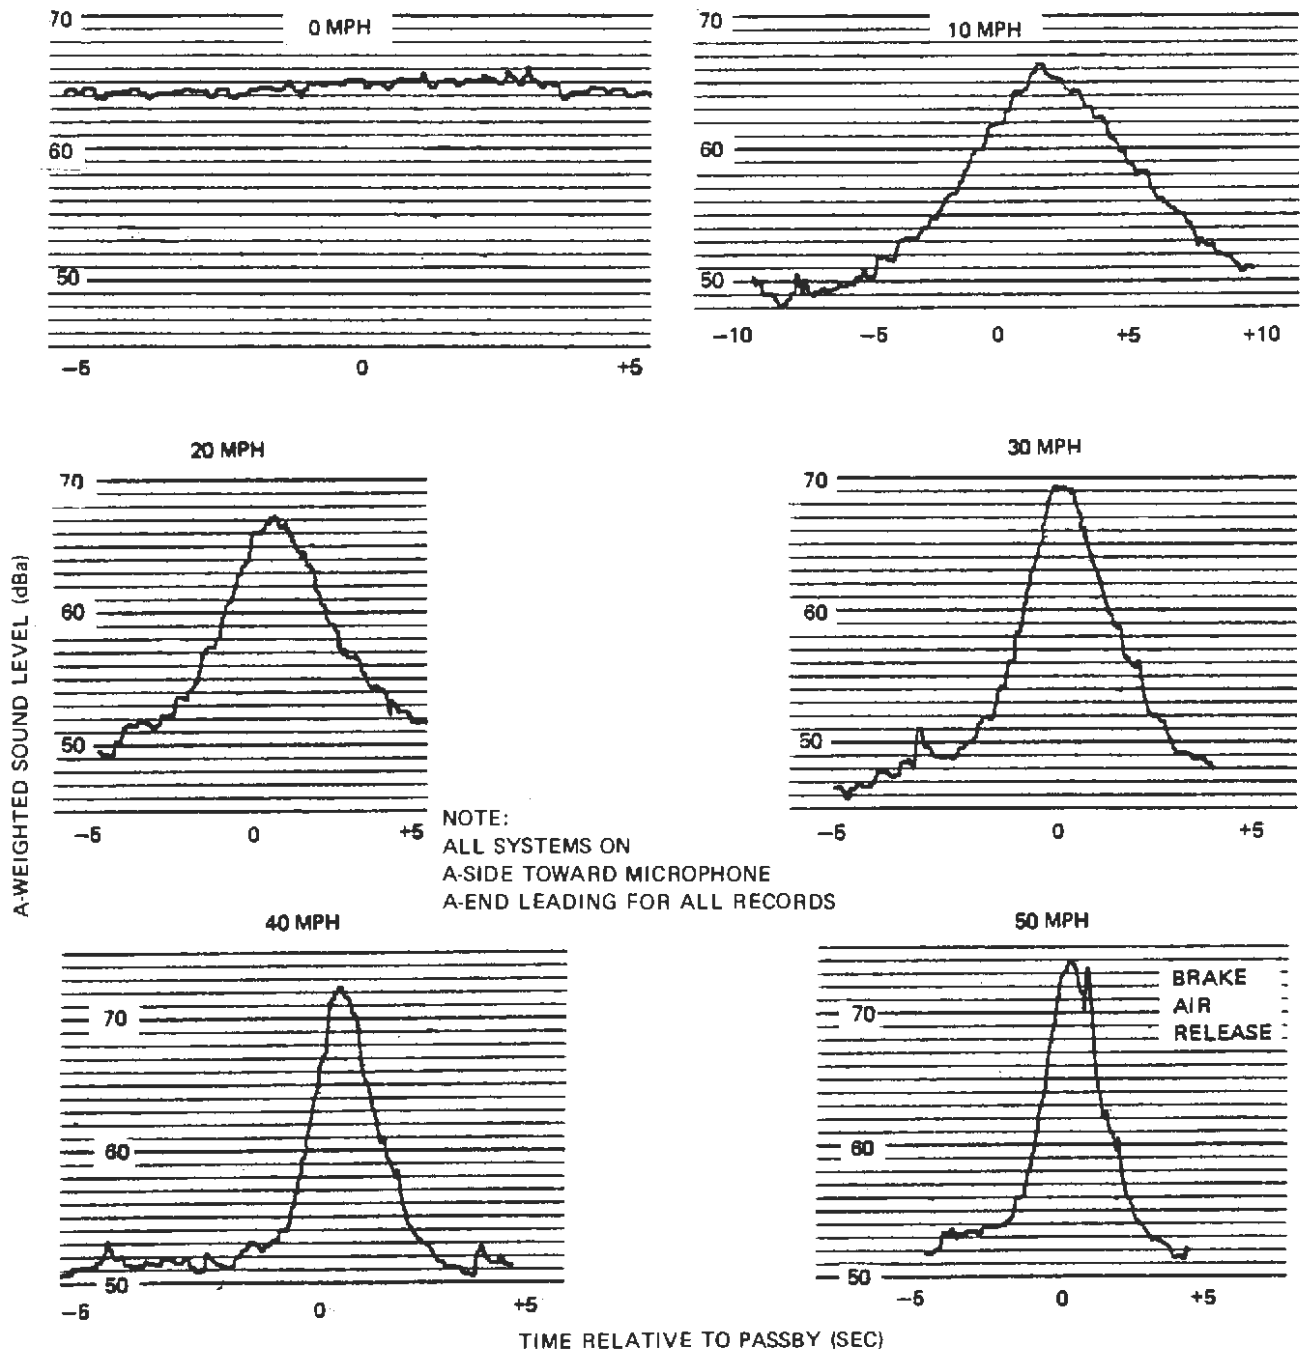 0 MPH
70
60
50
−5 0 +5
10 MPH
70
60
50
−10 −5 0 +5 +10
20 MPH
70
60
50
−5 0 +5
30 MPH
70
60
50
−5 0 +5
A-WEIGHTED SOUND LEVEL (dBa)
NOTE:
ALL SYSTEMS ON
A-SIDE TOWARD MICROPHONE
A-END LEADING FOR ALL RECORDS
40 MPH
70
60
50
−5 0 +5
50 MPH
BRAKE
AIR
RELEASE
70
60
50
−5 0 +5
TIME RELATIVE TO PASSBY (SEC)